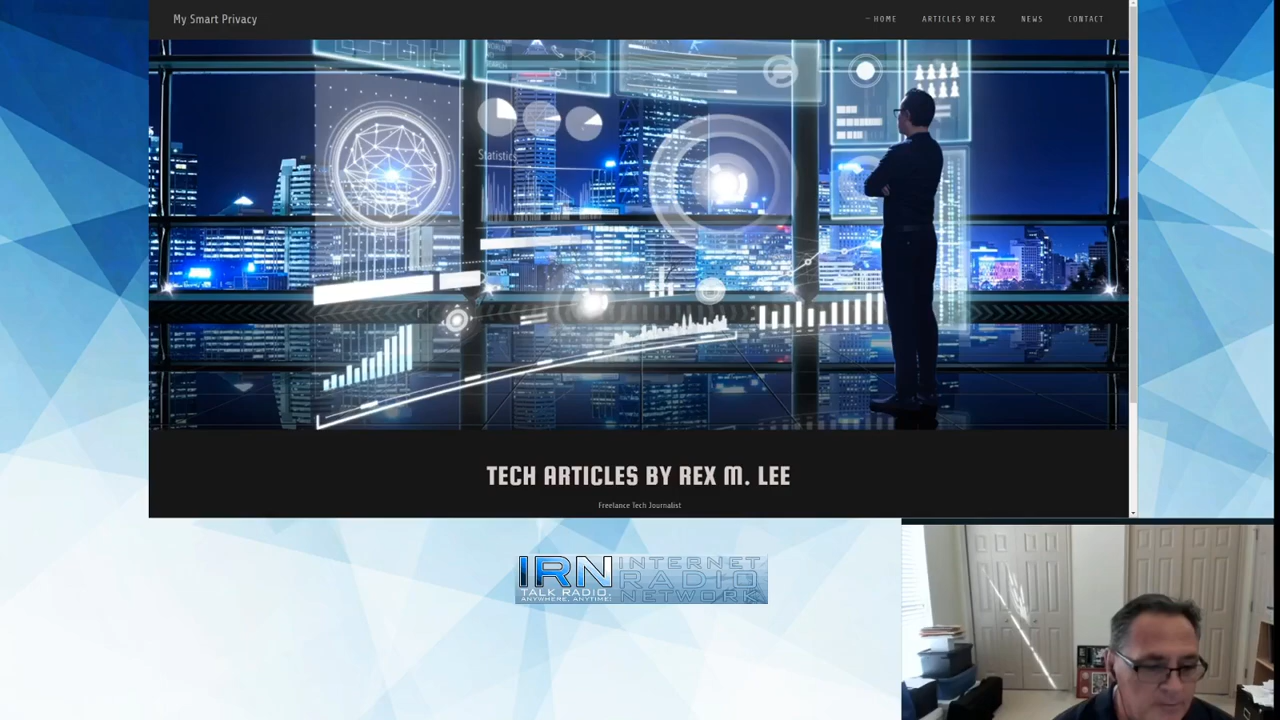 My Smart Privacy
HOME ARTICLES BY REX NEWS CONTACT
Statistics
TECH ARTICLES BY REX M. LEE
Freelance Tech Journalist
IRN INTERNET
RADIO
TALK RADIO.
NETWORK
ANYWHERE. ANYTIME.